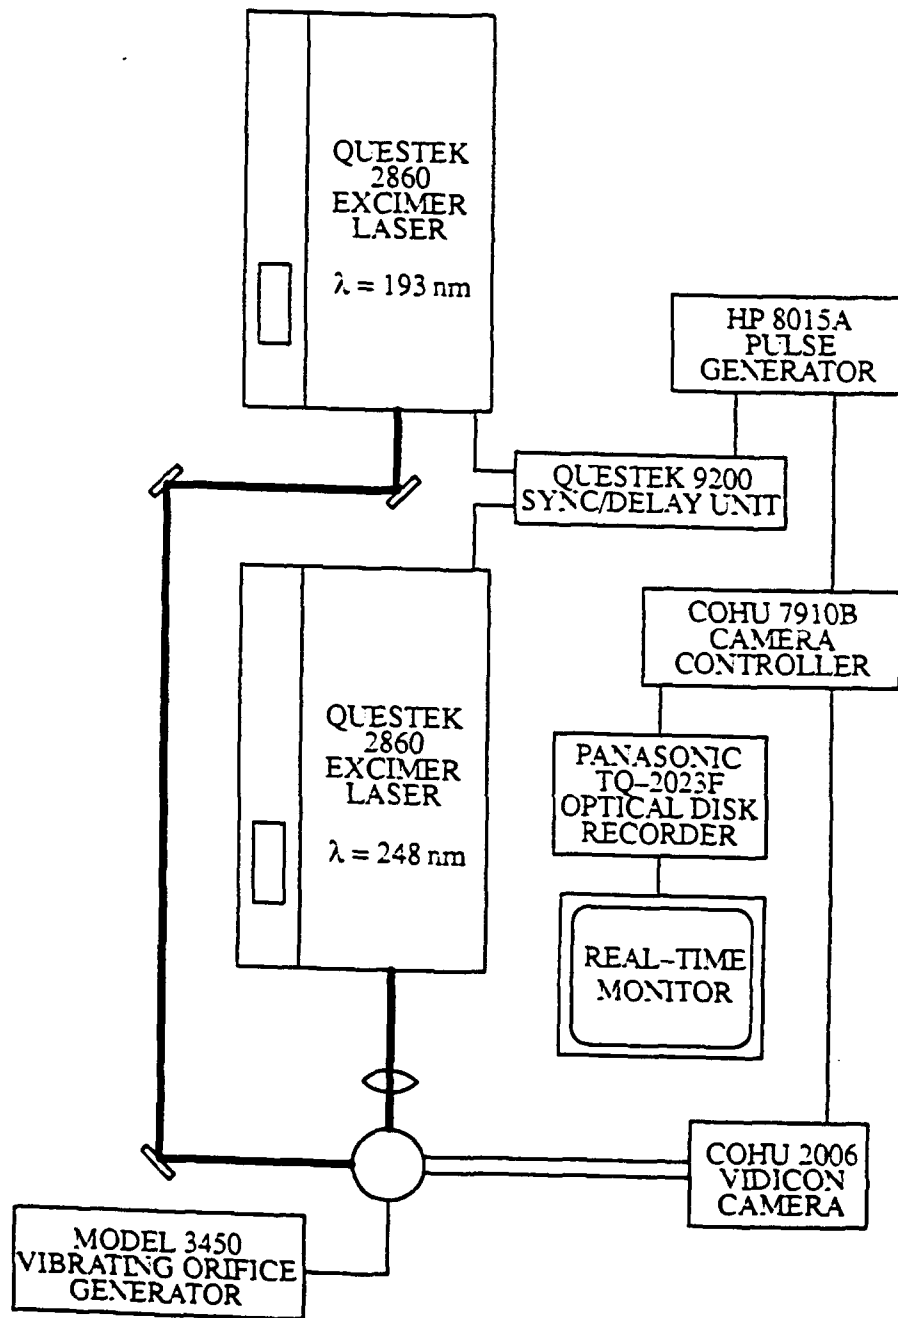 QUESTEK
2860
EXCIMER
LASER
λ = 193 nm
HP 8015A
PULSE
GENERATOR
QUESTEK 9200
SYNC/DELAY UNIT
COHU 7910B
CAMERA
CONTROLLER
QUESTEK
2860
EXCIMER
LASER
λ = 248 nm
PANASONIC
TQ–2023F
OPTICAL DISK
RECORDER
REAL–TIME
MONITOR
COHU 2006
VIDICON
CAMERA
MODEL 3450
VIBRATING ORIFICE
GENERATOR